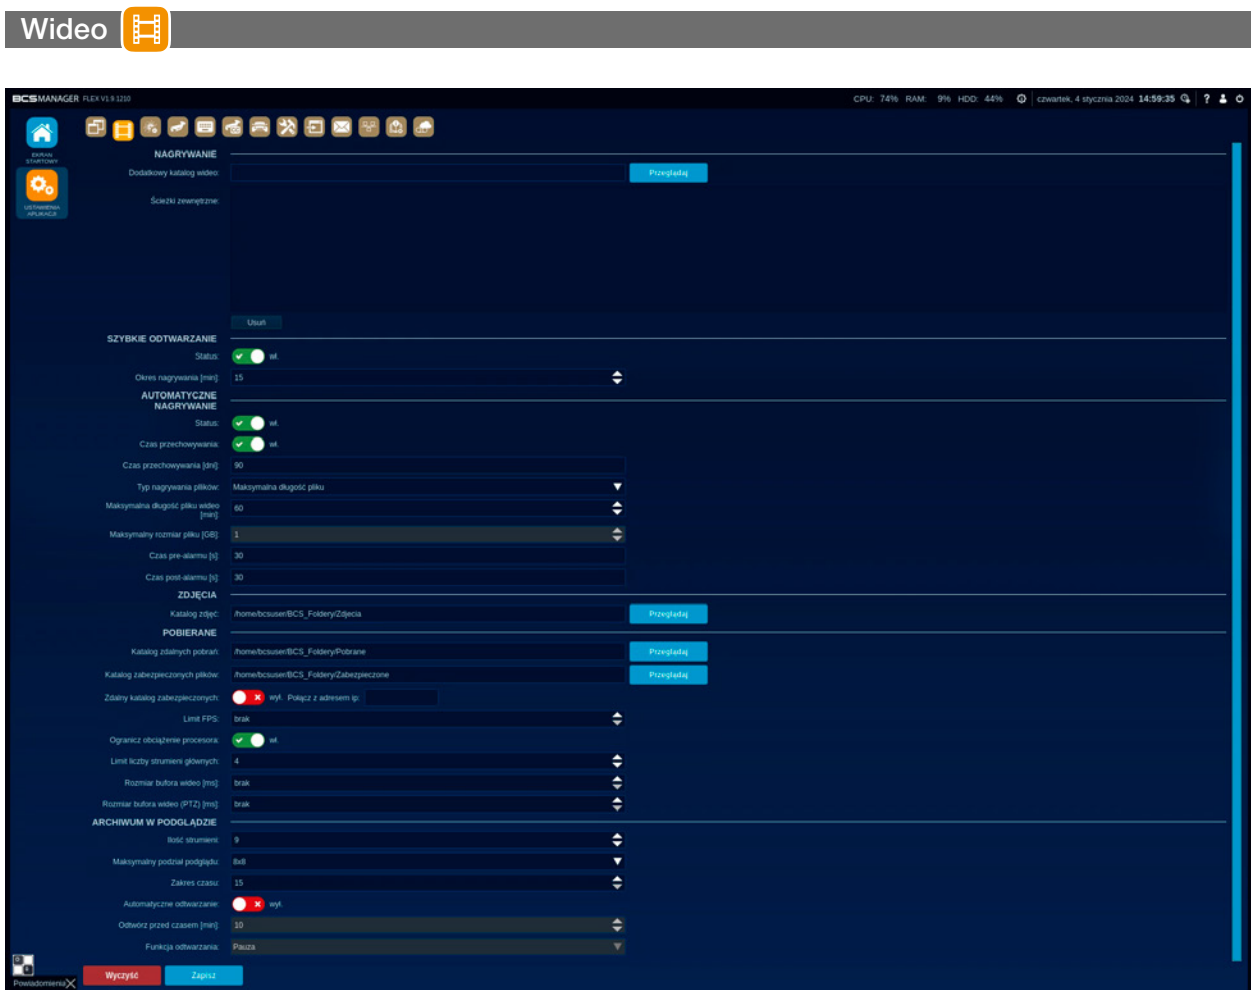 Wideo
BCSMANAGER FLEX V1.9.1210
CPU: 74% RAM: 9% HDD: 44% czwartek, 4 stycznia 2024 14:59:35 ?
EKRAN
STARTOWY
USTAWIENIA
APLIKACJI
NAGRYWANIE
Dodatkowy katalog wideo: Przeglądaj
Ścieżki zewnętrzne:
Usuń
SZYBKIE ODTWARZANIE
Status: wł.
Okres nagrywania [min]: 15
AUTOMATYCZNE
NAGRYWANIE
Status: wł.
Czas przechowywania: wł.
Czas przechowywania [dni]: 90
Typ nagrywania plików: Maksymalna długość pliku
Maksymalna długość pliku wideo
[min]: 60
Maksymalny rozmiar pliku [GB]: 1
Czas pre-alarmu [s]: 30
Czas post-alarmu [s]: 30
ZDJĘCIA
Katalog zdjęć: /home/bcsuser/BCS_Foldery/Zdjecia Przeglądaj
POBIERANE
Katalog zdalnych pobrań: /home/bcsuser/BCS_Foldery/Pobrane Przeglądaj
Katalog zabezpieczonych plików: /home/bcsuser/BCS_Foldery/Zabezpieczone Przeglądaj
Zdalny katalog zabezpieczonych: wył. Połącz z adresem ip:
Limit FPS: brak
Ogranicz obciążenie procesora: wł.
Limit liczby strumieni głównych: 4
Rozmiar bufora wideo [ms]: brak
Rozmiar bufora wideo (PTZ) [ms]: brak
ARCHIWUM W PODGLĄDZIE
Ilość strumieni: 9
Maksymalny podział podglądu: 8x8
Zakres czasu: 15
Automatyczne odtwarzanie: wył.
Odtwórz przed czasem [min]: 10
Funkcja odtwarzania: Pauza
Wyczyść Zapisz
Powiadomienia